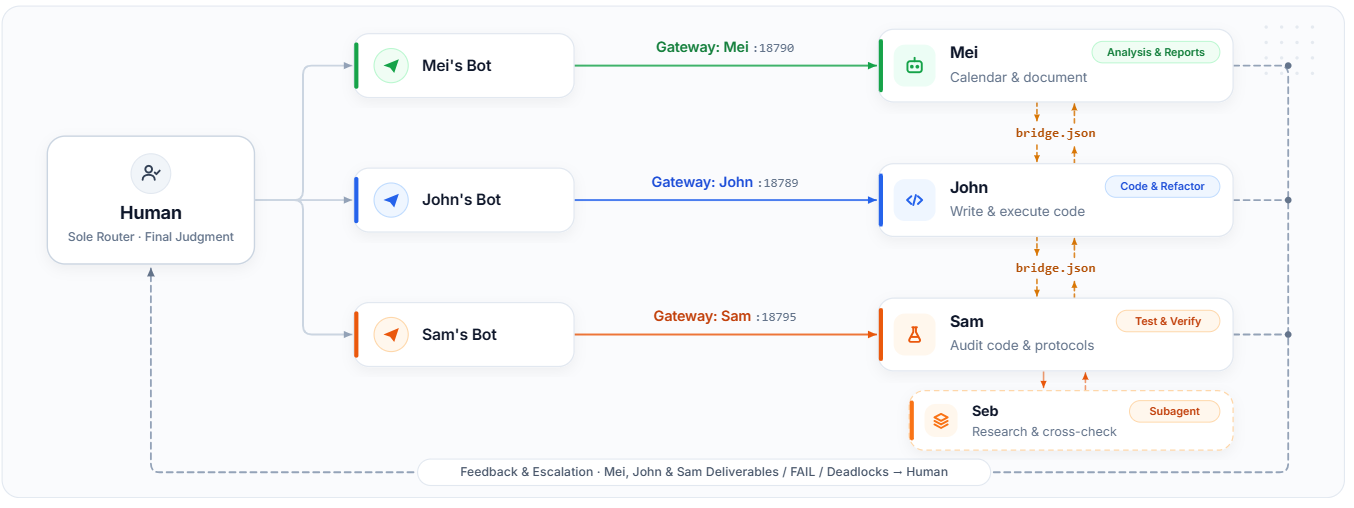 Human
Sole Router · Final Judgment
Mei's Bot
Gateway: Mei :18790
Mei
Analysis & Reports
Calendar & document
bridge.json
John's Bot
Gateway: John :18789
John
Code & Refactor
Write & execute code
bridge.json
Sam's Bot
Gateway: Sam :18795
Sam
Test & Verify
Audit code & protocols
Seb
Subagent
Research & cross-check
Feedback & Escalation · Mei, John & Sam Deliverables / FAIL / Deadlocks → Human